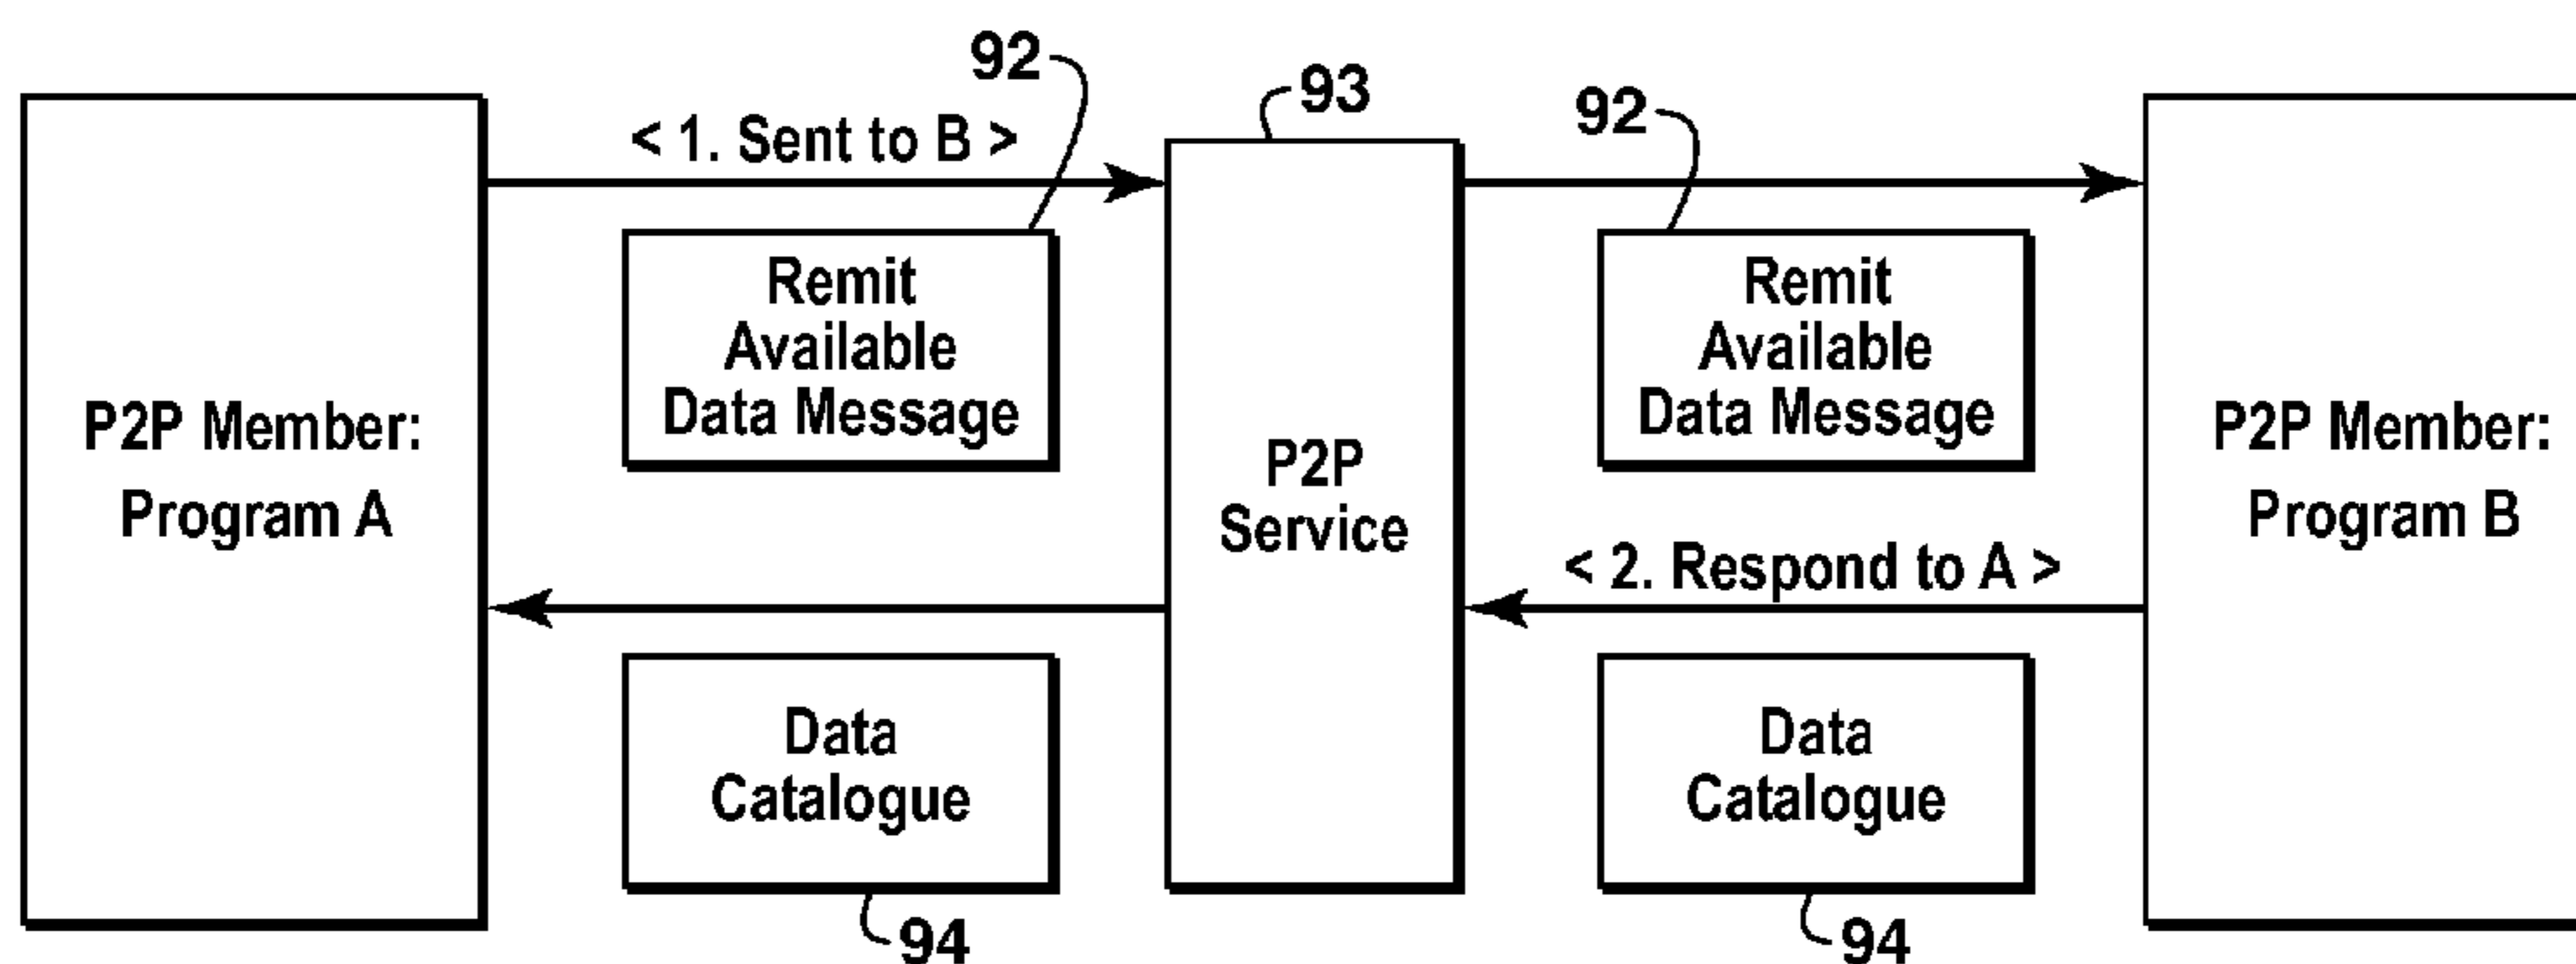 92
93
92
< 1. Sent to B >
Remit
Available
Data Message
Remit
Available
Data Message
P2P Member:
Program A
P2P
Service
P2P Member:
Program B
< 2. Respond to A >
Data
Catalogue
Data
Catalogue
94
94